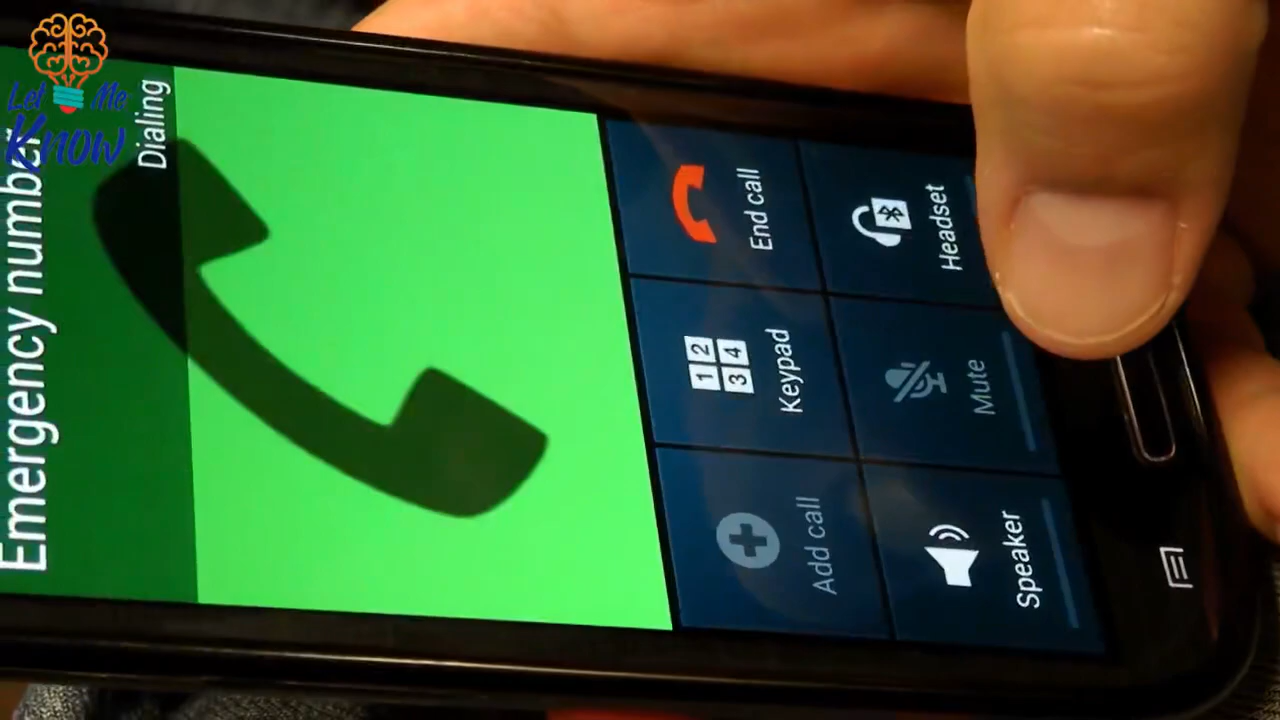 Let Me
Know
Emergency number
Dialing
Add call
1 2
3 4
Keypad
End call
Speaker
Mute
Headset